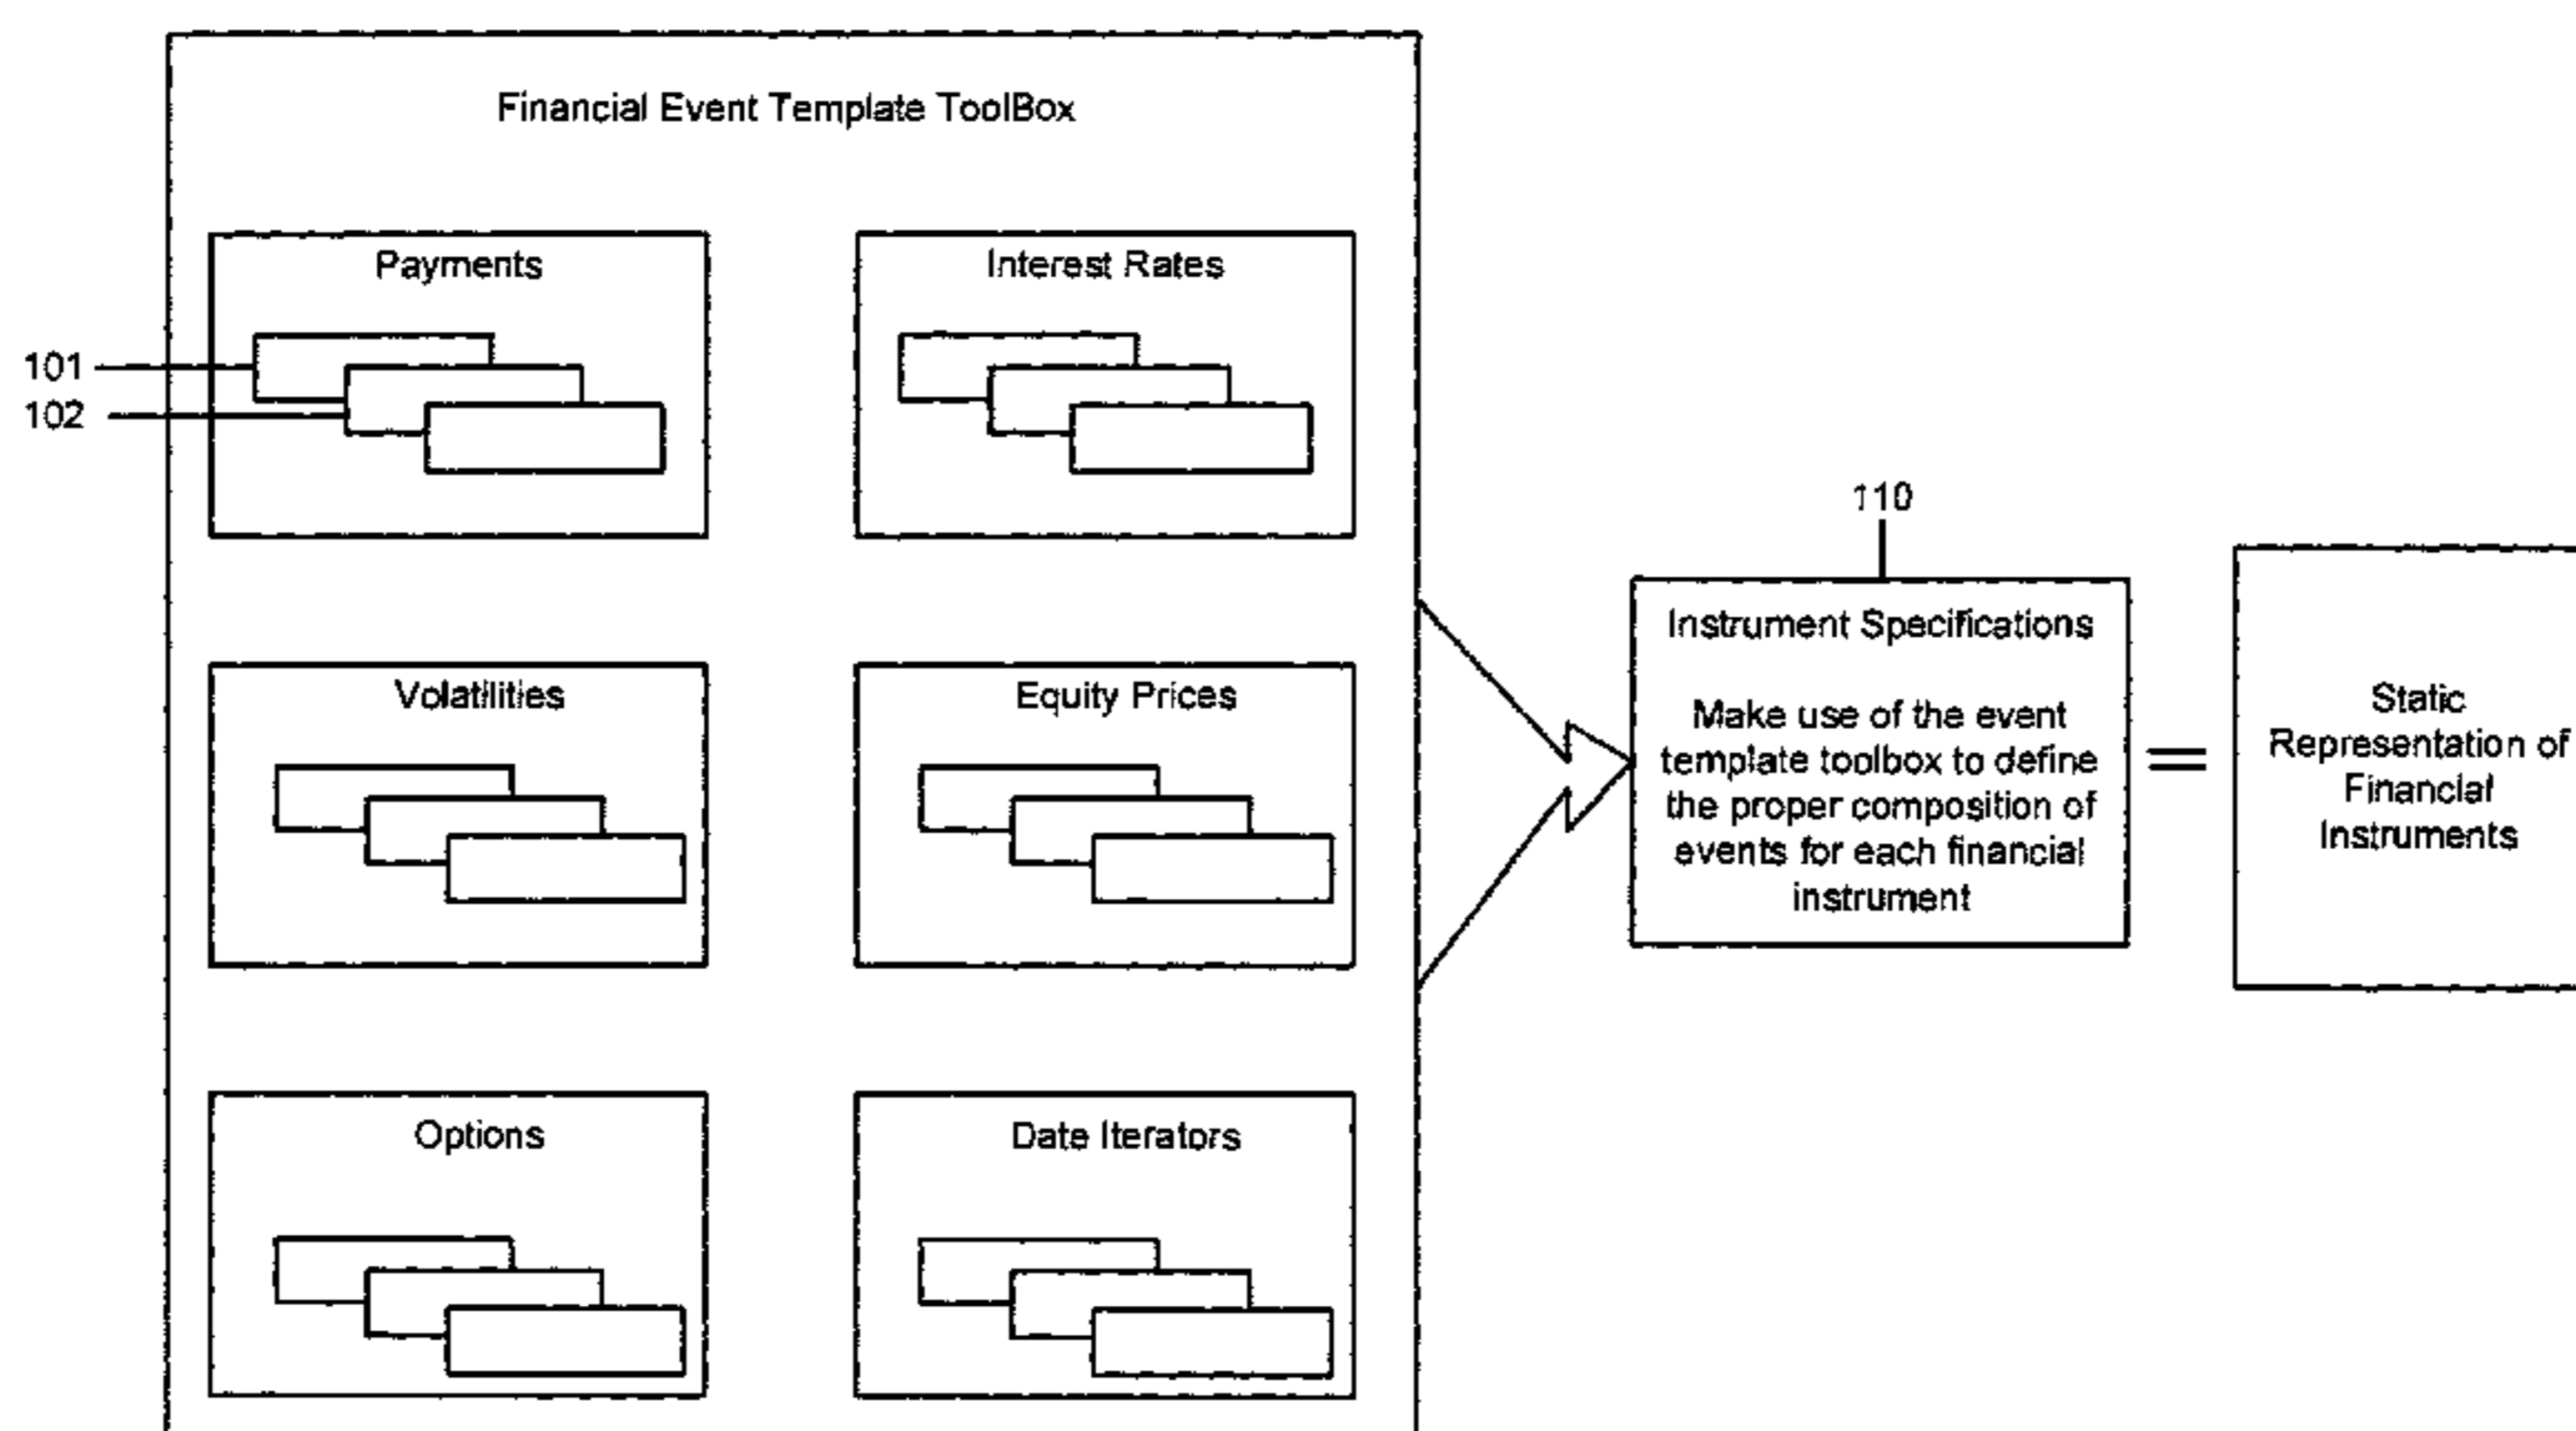 Financial Event Template ToolBox
Payments
Interest Rates
101
102
110
Instrument Specifications
Make use of the event
template toolbox to define
the proper composition of
events for each financial
instrument
=
Static
Representation of
Financial
Instruments
Volatilities
Equity Prices
Options
Date Iterators